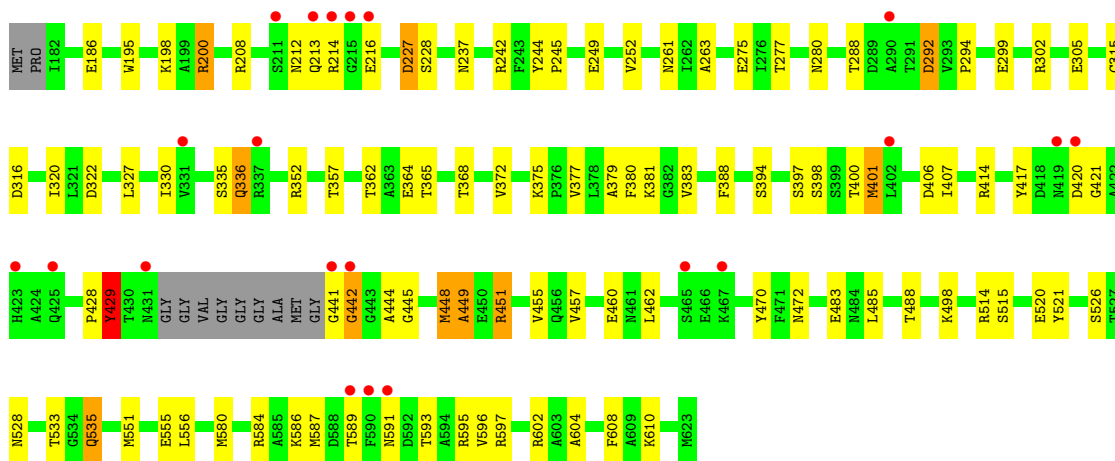 MET PRO I182 E186 W195 K198 A199 R200 R208 S211 N212 Q213 R214 G215 E216 D227 S228 N237 R242 F243 Y244 P245 E249 V252 N261 I262 A263 E275 I276 T277 N280 T288 D289 A290 T291 D292 V293 P294 E299 R302 E305 C315
D316 I320 L321 D322 L327 I330 V331 S335 Q336 R337 R352 T357 T362 A363 E364 T365 T368 V372 K375 P376 V377 L378 A379 F380 K381 G382 V383 F388 S394 S397 S398 S399 T400 M401 L402 D406 I407 R414 Y417 D418 N419 D420 G421 A422
H423 A424 Q425 P428 Y429 T430 N431 GLY GLY VAL GLY GLY GLY ALA MET GLY G441 G442 G443 A444 G445 M448 A449 E450 R451 V455 Q456 V457 E460 N461 L462 S465 E466 K467 Y470 F471 N472 E483 N484 L485 T488 K498 R514 S515 E520 Y521 S526 T527
N528 T533 G534 Q535 M551 E555 L556 M580 R584 A585 K586 M587 D588 T589 F590 N591 D592 T593 A594 R595 V596 R597 R602 A603 A604 F608 A609 K610 M623